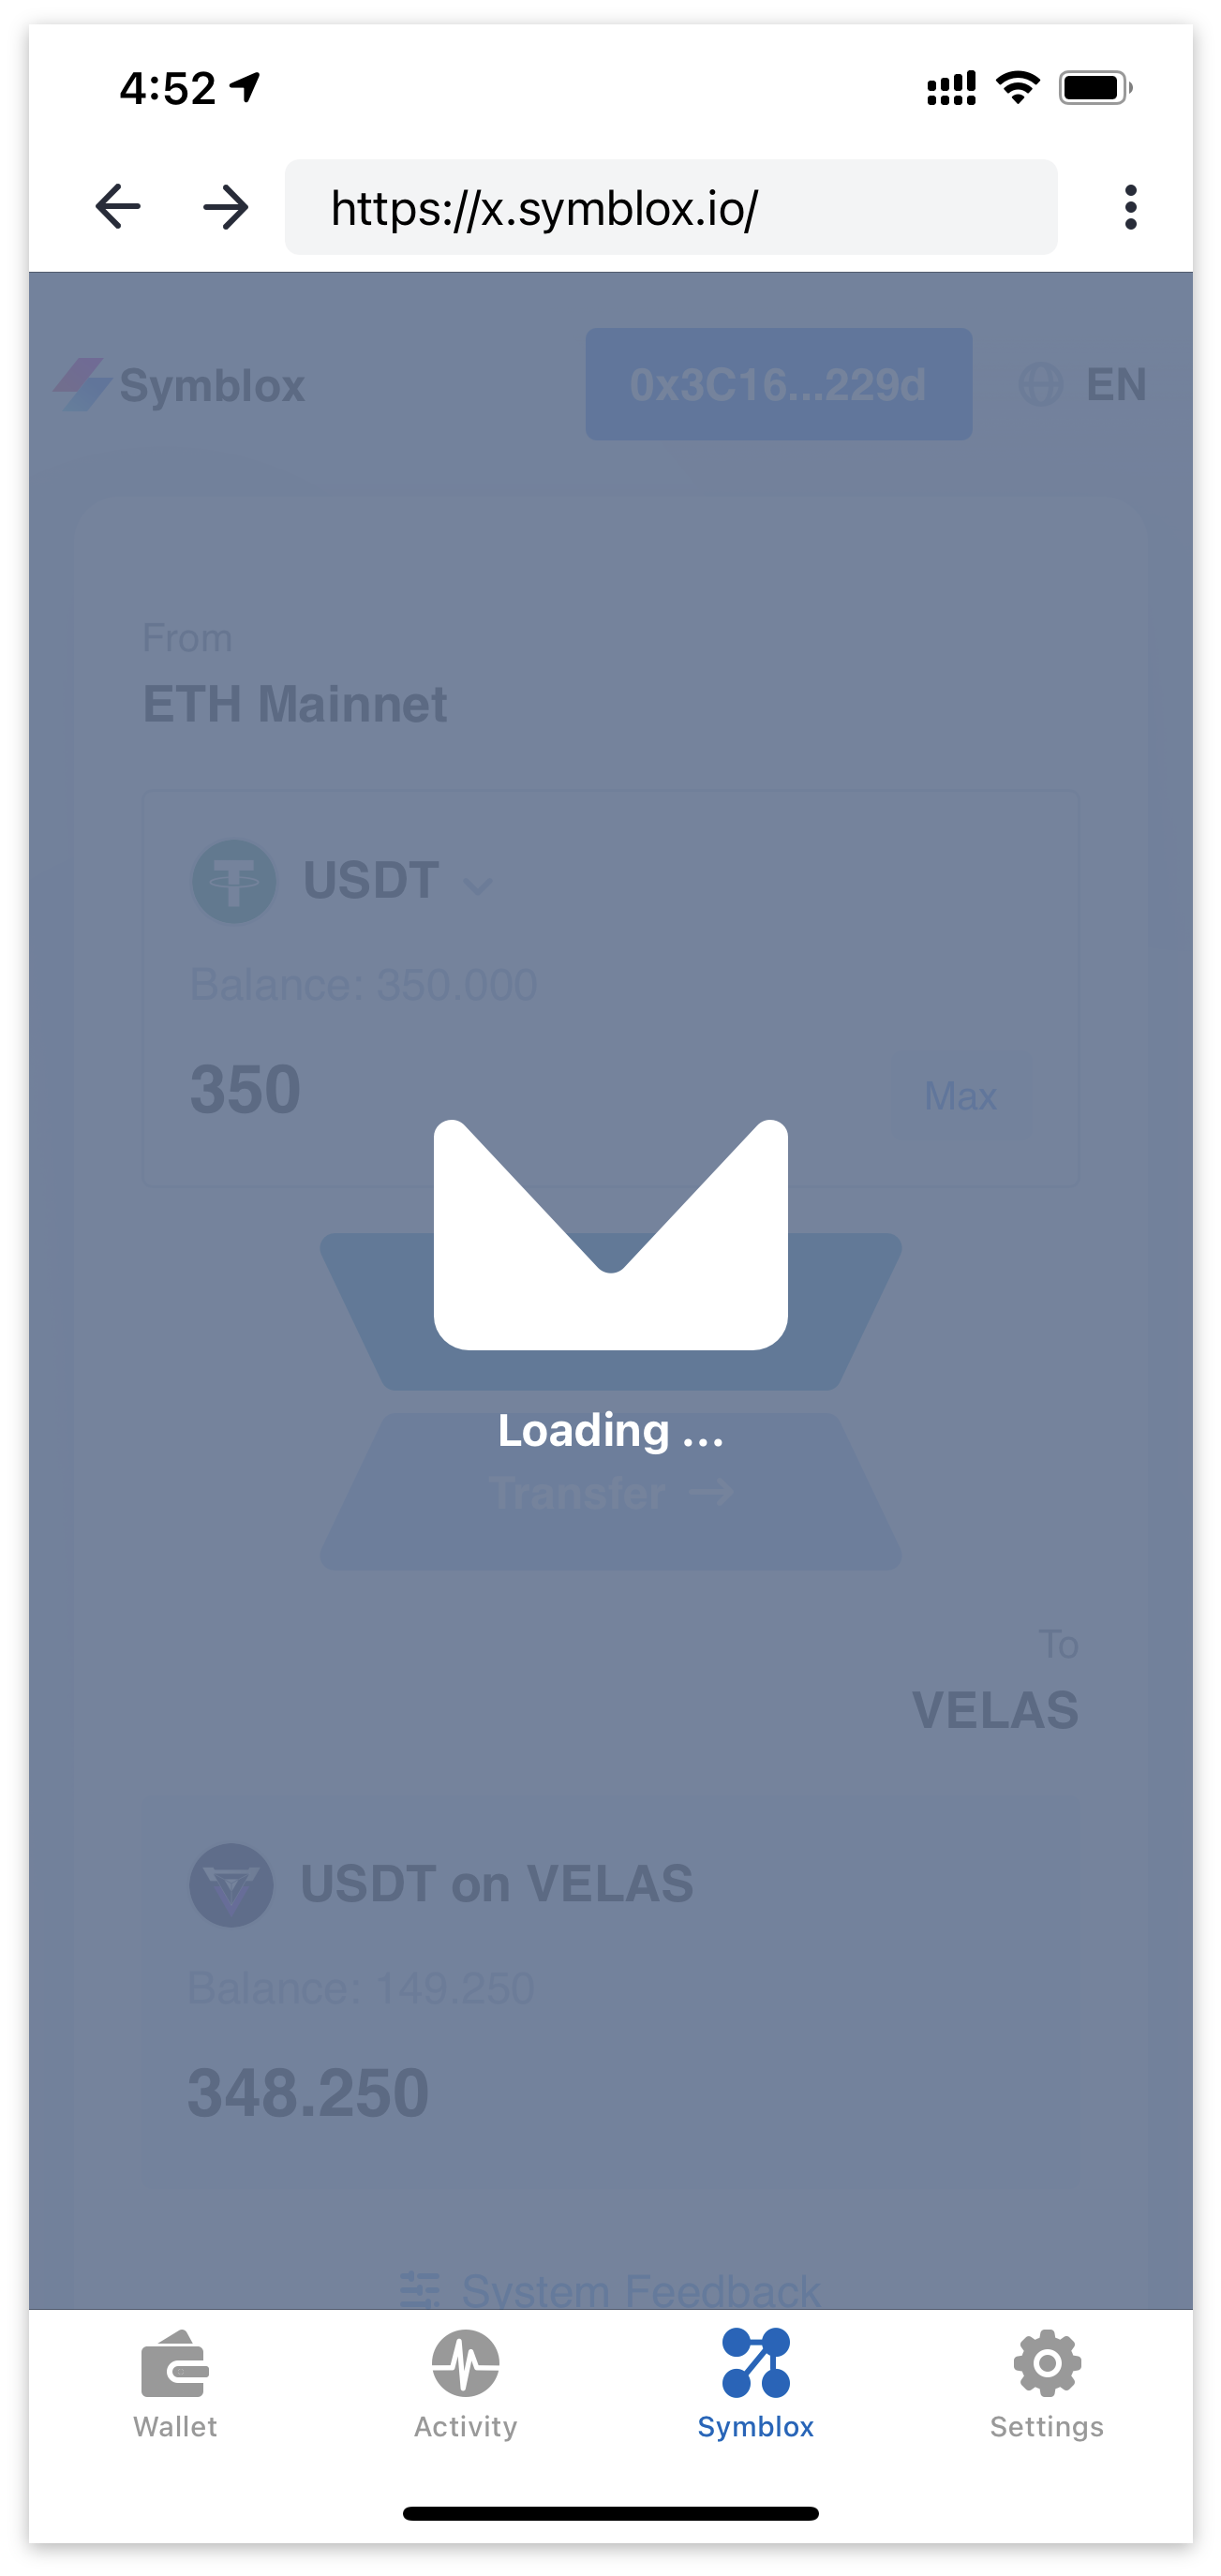 4:52
https://x.symblox.io/
Symblox
0x3C16...229d
EN
From
ETH Mainnet
USDT
Balance: 350.000
350
Max
Loading ...
Transfer →
To
VELAS
USDT on VELAS
Balance: 149.250
348.250
System Feedback
Wallet
Activity
Symblox
Settings